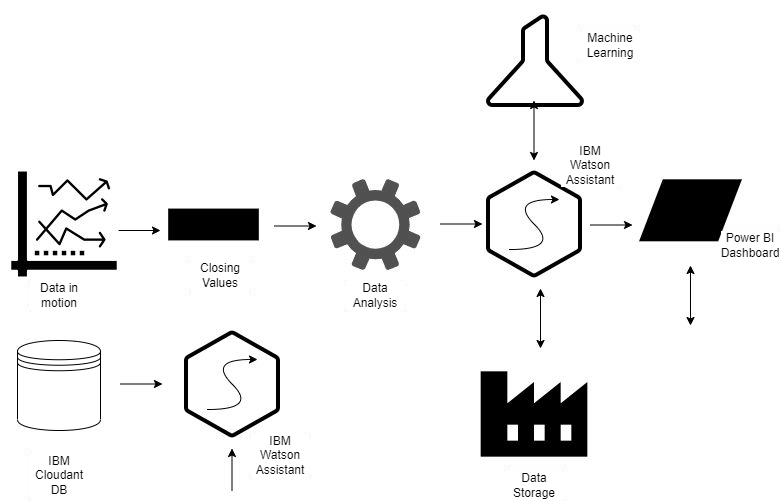 Machine
Learning
IBM
Watson
Assistant
Power BI
Dashboard
Closing
Values
Data in
motion
Data
Analysis
IBM
Watson
Assistant
IBM
Cloudant
DB
Data
Storage